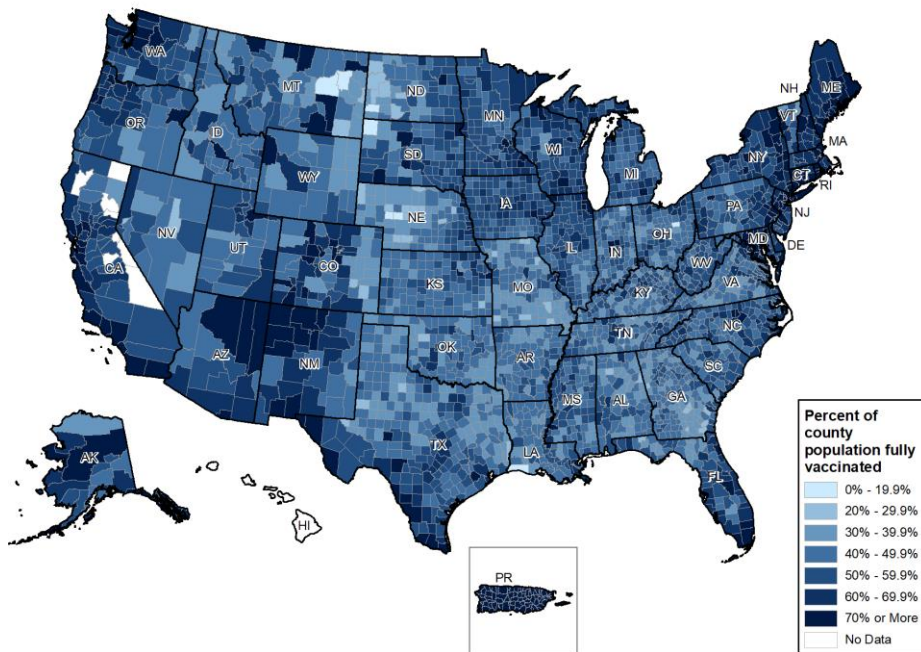 WA
MT
ND
MN
OR
ID
SD
WI
MI
NH
VT
ME
NY
MA
CT
RI
WY
IA
NE
PA
NJ
NV
UT
CO
IL
IN
OH
MD
DE
WV
VA
CA
KS
MO
KY
AZ
NM
OK
AR
TN
NC
SC
MS
AL
GA
TX
LA
FL
AK
HI
PR
Percent of
county
population fully
vaccinated
0% - 19.9%
20% - 29.9%
30% - 39.9%
40% - 49.9%
50% - 59.9%
60% - 69.9%
70% or More
No Data